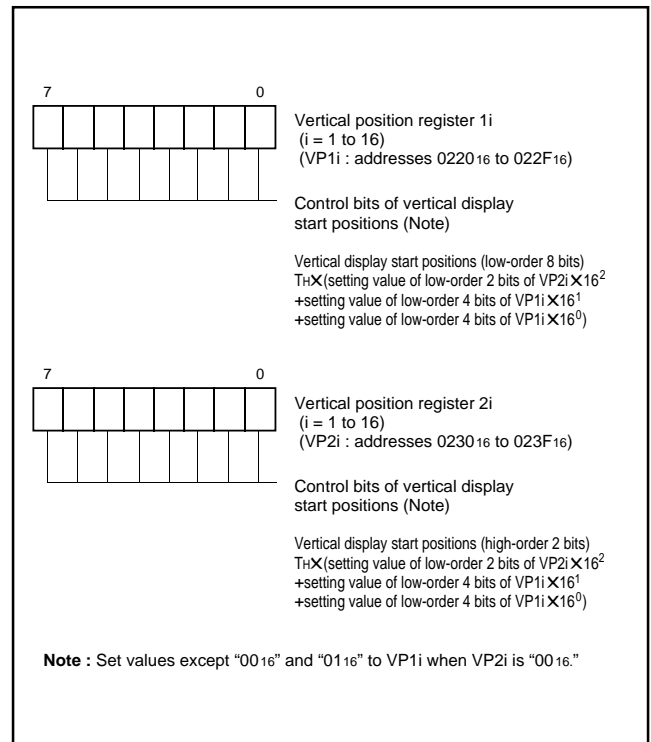 7 0
Vertical position register 1i
(i = 1 to 16)
(VP1i : addresses 022016 to 022F16)
Control bits of vertical display
start positions (Note)
Vertical display start positions (low-order 8 bits)
TH×(setting value of low-order 2 bits of VP2i×16²
+setting value of low-order 4 bits of VP1i×16¹
+setting value of low-order 4 bits of VP1i×16⁰)
7 0
Vertical position register 2i
(i = 1 to 16)
(VP2i : addresses 023016 to 023F16)
Control bits of vertical display
start positions (Note)
Vertical display start positions (high-order 2 bits)
TH×(setting value of low-order 2 bits of VP2i×16²
+setting value of low-order 4 bits of VP1i×16¹
+setting value of low-order 4 bits of VP1i×16⁰)
Note : Set values except “0016” and “0116” to VP1i when VP2i is “0016.”